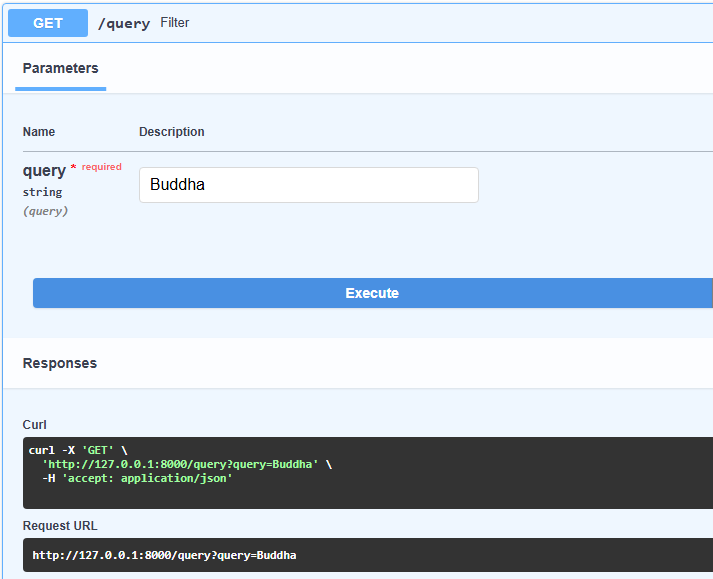 GET /query Filter
Parameters
Name Description
query * required
string
(query)
Buddha
Execute
Responses
Curl
curl -X 'GET' \
'http://127.0.0.1:8000/query?query=Buddha' \
-H 'accept: application/json'
Request URL
http://127.0.0.1:8000/query?query=Buddha